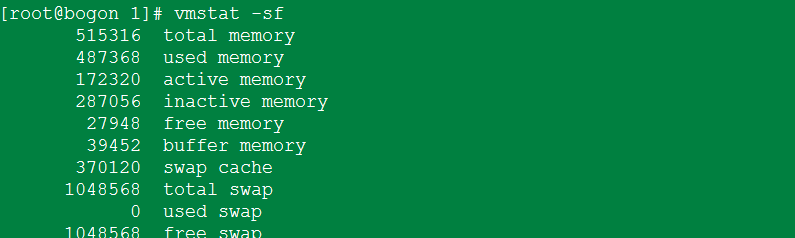 [root@bogon 1]# vmstat -sf
515316 total memory
487368 used memory
172320 active memory
287056 inactive memory
27948 free memory
39452 buffer memory
370120 swap cache
1048568 total swap
0 used swap
1048568 free swap